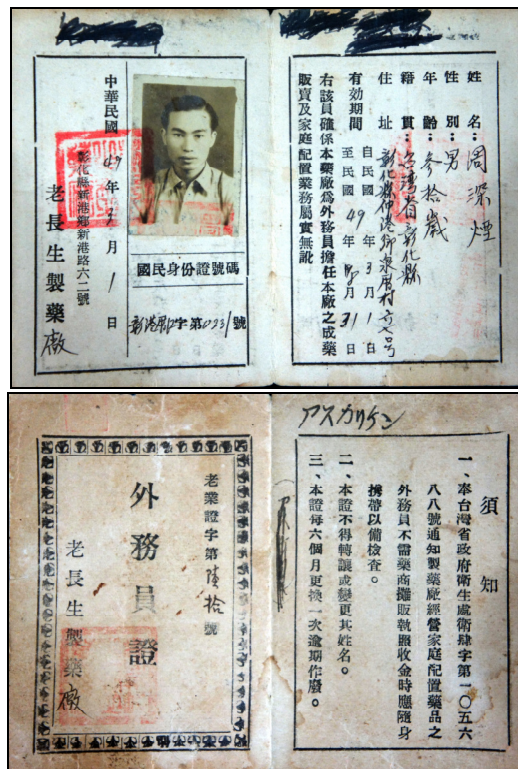 姓名：周深煙
性別：男
年齡：參拾歲
籍貫：台灣省彰化縣
住址：彰化縣伸港鄉泉厝村
有効期間 自民國49年3月1日
至民國49年 月31日
右該員確係本藥廠為外務員擔任本廠之成藥
販賣及家庭配置業務屬實無訛
國民身份證號碼
新港 字第0231號
中華民國49年3月1日
彰化縣新港鄉新港路六二號
老長生製藥廠
アスカリケン
須知
一、奉台灣省政府衛生處衛肆字第一〇五六
八八號通知製藥廠經營家庭配置藥品之
外務員不需藥商攤販執照收金時應隨身
携帶以備檢查。
二、本證不得轉讓或變更其姓名。
三、本證每六個月更換一次逾期作廢。
老業證字第陸拾號
外務員證
老長生製藥廠